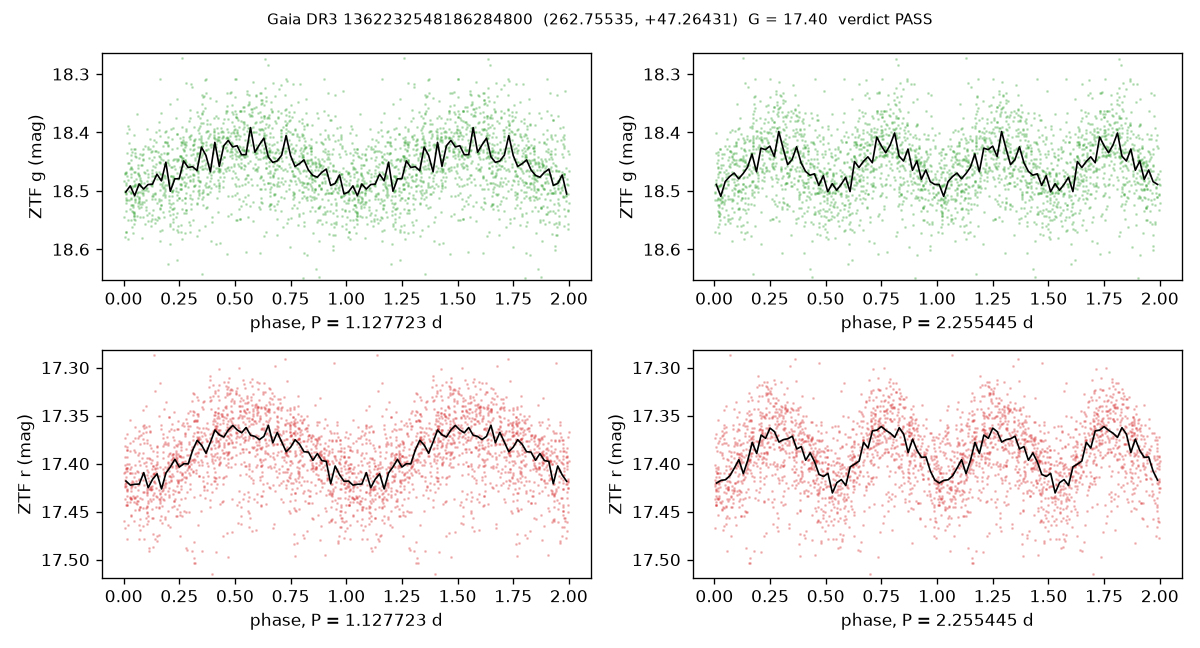 Gaia DR3 1362232548186284800  (262.75535, +47.26431)  G = 17.40  verdict PASS
ZTF g (mag)
18.3
18.4
18.5
18.6
0.00 0.25 0.50 0.75 1.00 1.25 1.50 1.75 2.00
phase, P = 1.127723 d
ZTF g (mag)
18.3
18.4
18.5
18.6
0.00 0.25 0.50 0.75 1.00 1.25 1.50 1.75 2.00
phase, P = 2.255445 d
ZTF r (mag)
17.30
17.35
17.40
17.45
17.50
0.00 0.25 0.50 0.75 1.00 1.25 1.50 1.75 2.00
phase, P = 1.127723 d
ZTF r (mag)
17.30
17.35
17.40
17.45
17.50
0.00 0.25 0.50 0.75 1.00 1.25 1.50 1.75 2.00
phase, P = 2.255445 d